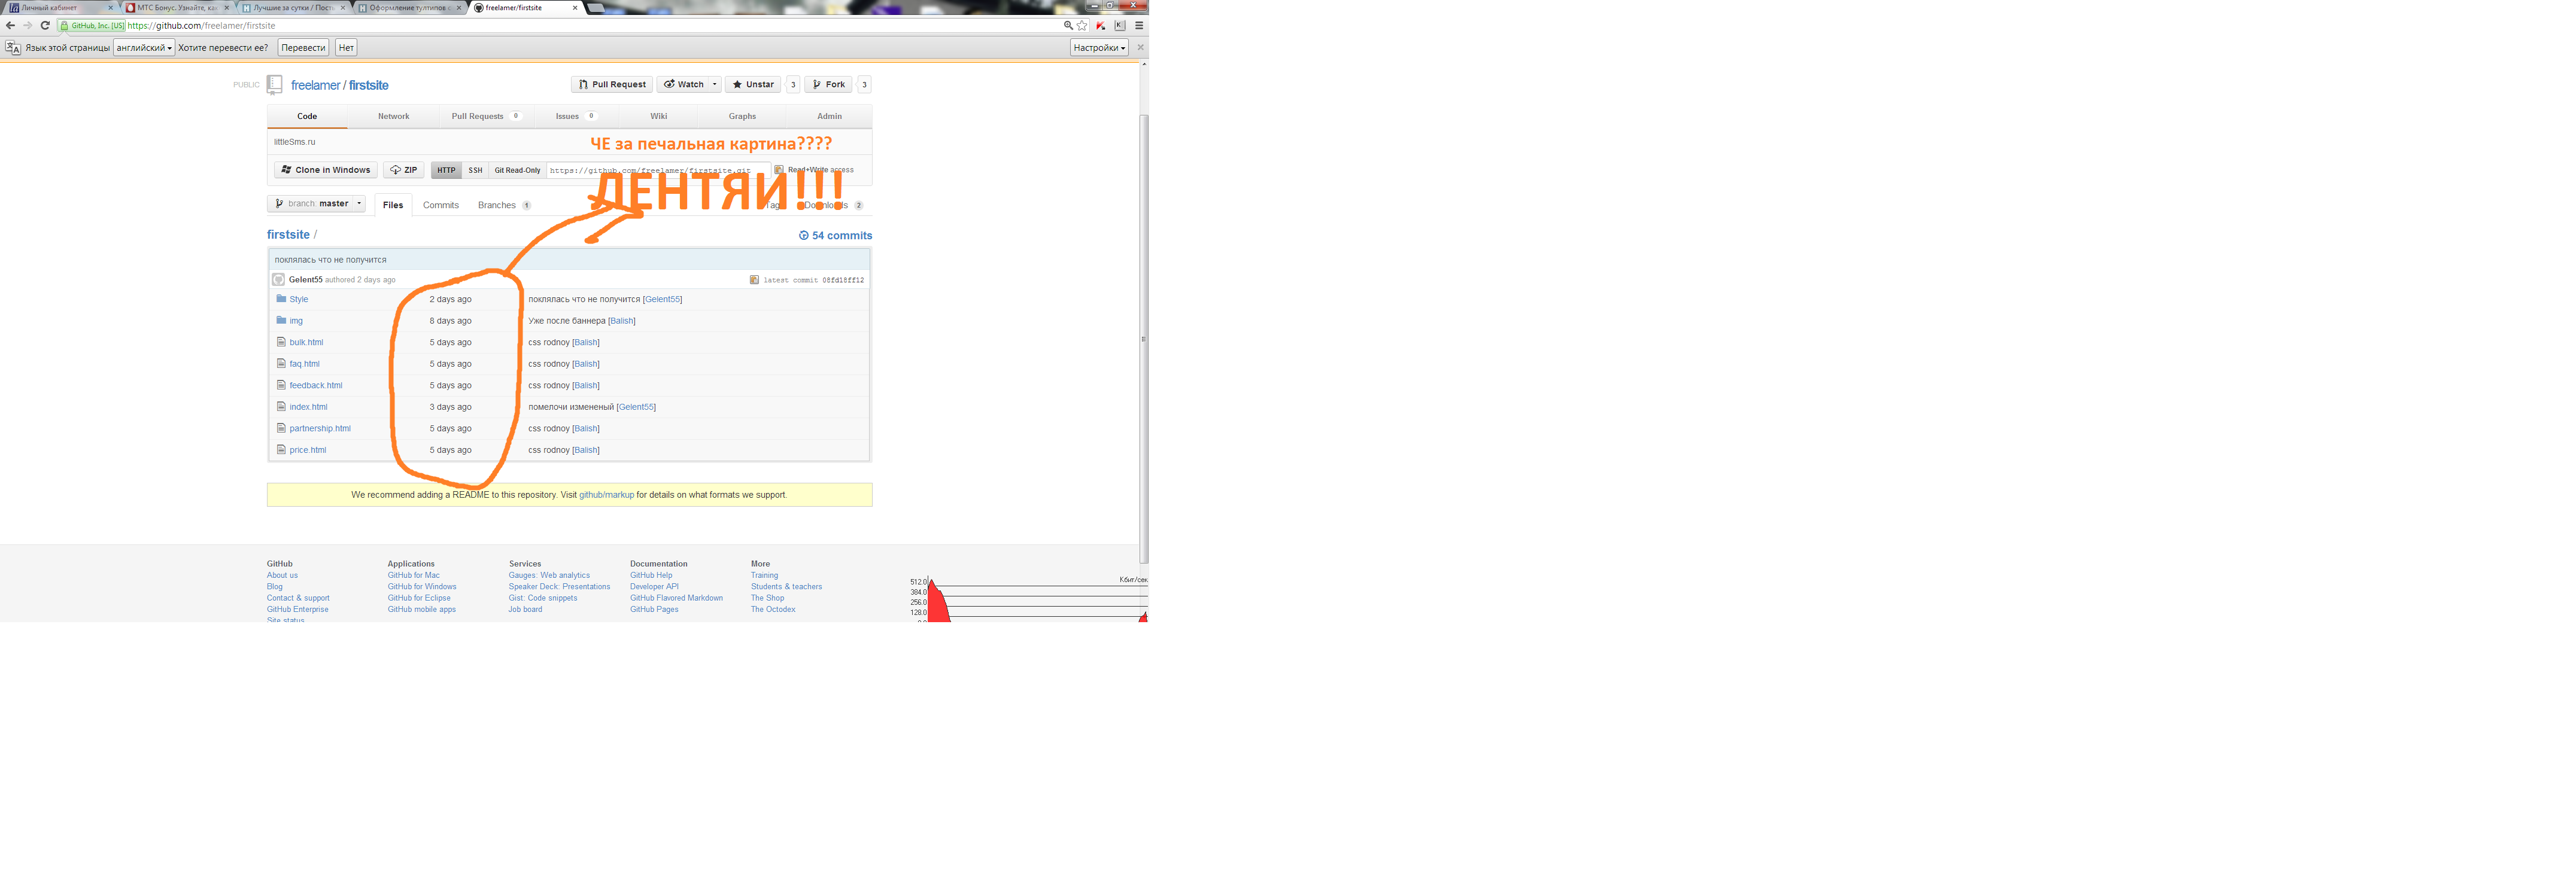 Личный кабинет
МТС Бонус. Узнайте, ка
Лучшие за сутки / Пост
Оформление тултипов с
freelamer/firstsite
GitHub, Inc. [US] https://github.com/freelamer/firstsite
Язык этой страницы английский Хотите перевести ее? Перевести Нет Настройки
PUBLIC freelamer / firstsite Pull Request Watch Unstar 3 Fork 3
Code Network Pull Requests 0 Issues 0 Wiki Graphs Admin
littleSms.ru
ЧЕ за печальная картина????
Clone in Windows ZIP HTTP SSH Git Read-Only https://github.com/freelamer/firstsite.git Read+Write access
ЛЕНТЯИ!!!
branch: master Files Commits Branches 1 Tags Downloads 2
firstsite / 54 commits
поклялась что не получится
Gelent55 authored 2 days ago latest commit 08fd18ff12
Style 2 days ago поклялась что не получится [Gelent55]
img 8 days ago Уже после баннера [Balish]
bulk.html 5 days ago css rodnoy [Balish]
faq.html 5 days ago css rodnoy [Balish]
feedback.html 5 days ago css rodnoy [Balish]
index.html 3 days ago помелочи измененый [Gelent55]
partnership.html 5 days ago css rodnoy [Balish]
price.html 5 days ago css rodnoy [Balish]
We recommend adding a README to this repository. Visit github/markup for details on what formats we support.
GitHub Applications Services Documentation More
About us GitHub for Mac Gauges: Web analytics GitHub Help Training
Blog GitHub for Windows Speaker Deck: Presentations Developer API Students & teachers
Contact & support GitHub for Eclipse Gist: Code snippets GitHub Flavored Markdown The Shop
GitHub Enterprise GitHub mobile apps Job board GitHub Pages The Octodex
Site status
Кбит/сек
512.0
384.0
256.0
128.0